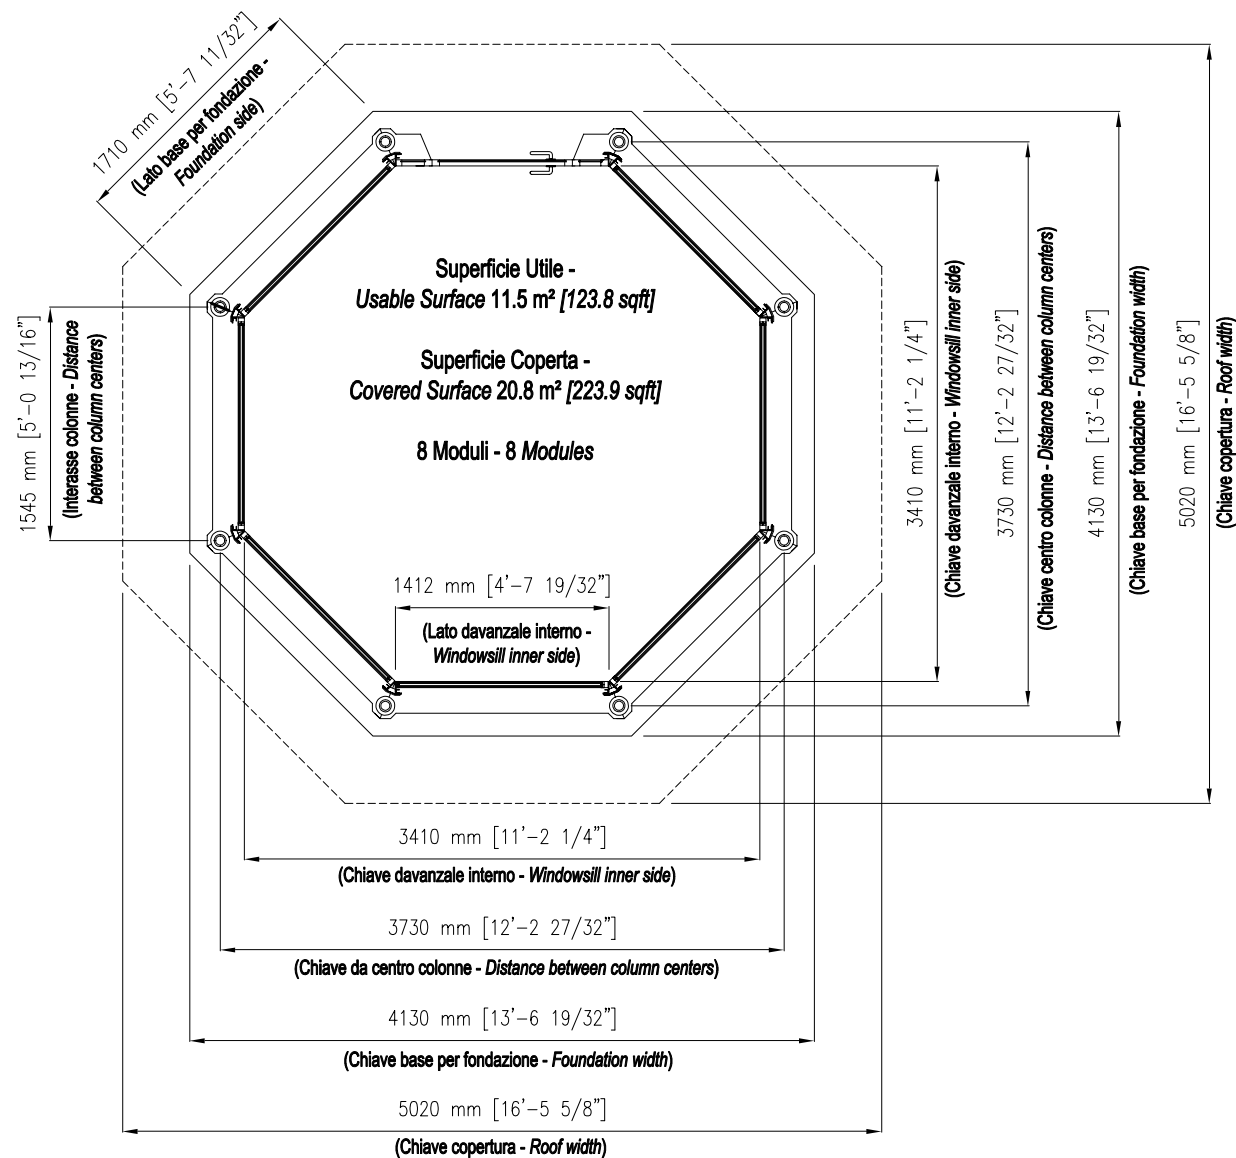 1710 mm [5'-7 11/32"]
(Lato base per fondazione -
Foundation side)
Superficie Utile -
Usable Surface 11.5 m² [123.8 sqft]
Superficie Coperta -
Covered Surface 20.8 m² [223.9 sqft]
8 Moduli - 8 Modules
1545 mm [5'-0 13/16"]
(Interasse colonne - Distance
between column centers)
1412 mm [4'-7 19/32"]
(Lato davanzale interno -
Windowsill inner side)
3410 mm [11'-2 1/4"]
(Chiave davanzale interno - Windowsill inner side)
3730 mm [12'-2 27/32"]
(Chiave centro colonne - Distance between column centers)
4130 mm [13'-6 19/32"]
(Chiave base per fondazione - Foundation width)
5020 mm [16'-5 5/8"]
(Chiave copertura - Roof width)
3410 mm [11'-2 1/4"]
(Chiave davanzale interno - Windowsill inner side)
3730 mm [12'-2 27/32"]
(Chiave da centro colonne - Distance between column centers)
4130 mm [13'-6 19/32"]
(Chiave base per fondazione - Foundation width)
5020 mm [16'-5 5/8"]
(Chiave copertura - Roof width)